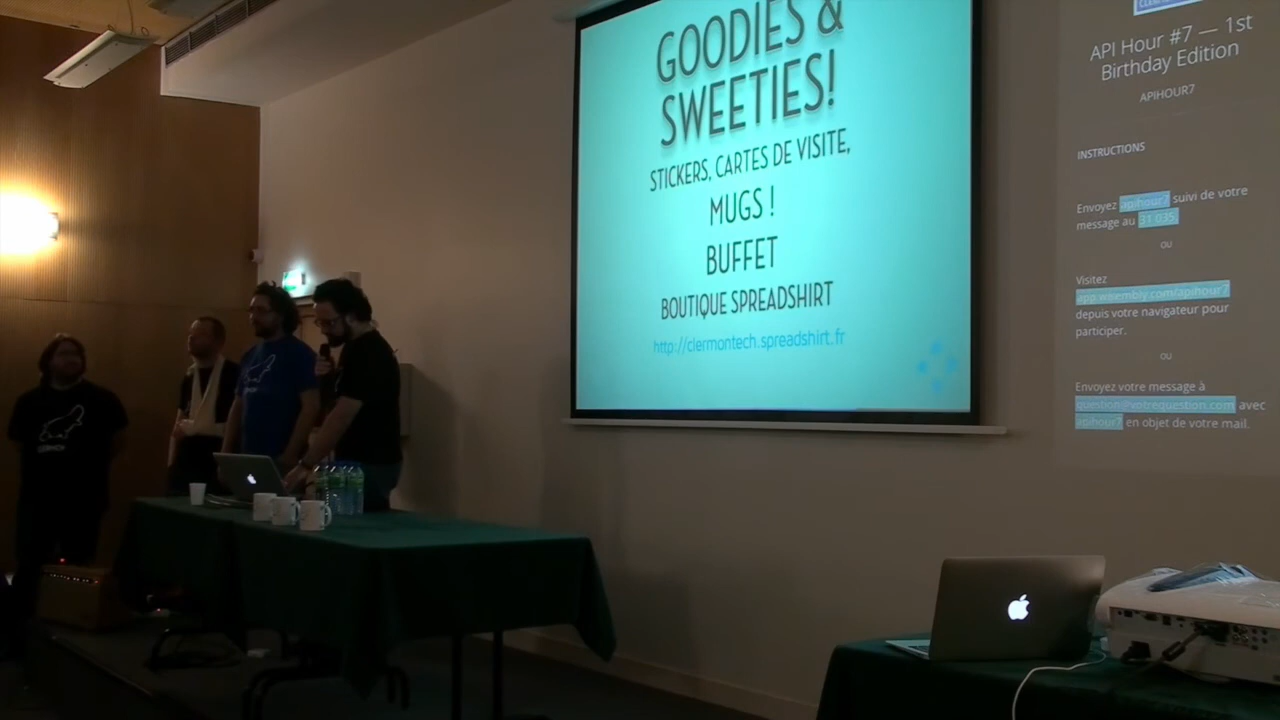 GOODIES &
SWEETIES!
STICKERS, CARTES DE VISITE,
MUGS !
BUFFET
BOUTIQUE SPREADSHIRT
http://clermontech.spreadshirt.fr
API Hour #7 — 1st
Birthday Edition
APIHOUR7
INSTRUCTIONS
Envoyez apihour7 suivi de votre
message au 31 035
ou
Visitez
app.wisembly.com/apihour7
depuis votre navigateur pour
participer.
ou
Envoyez votre message à
question@votrequestion.com avec
apihour7 en objet de votre mail.